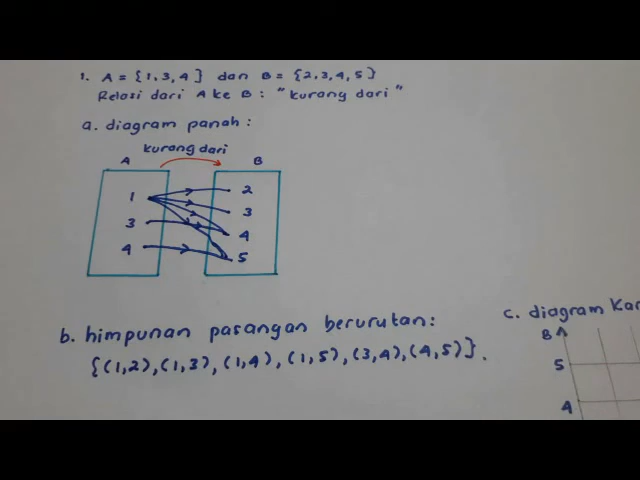 1. A = {1,3,4} dan B = {2,3,4,5}
Relasi dari A ke B : "kurang dari"
a. diagram panah :
kurang dari
A B
1 2
3 3
4 4
5
b. himpunan pasangan berurutan:
{(1,2),(1,3),(1,4),(1,5),(3,4),(4,5)}.
c. diagram Kar
B
5
4